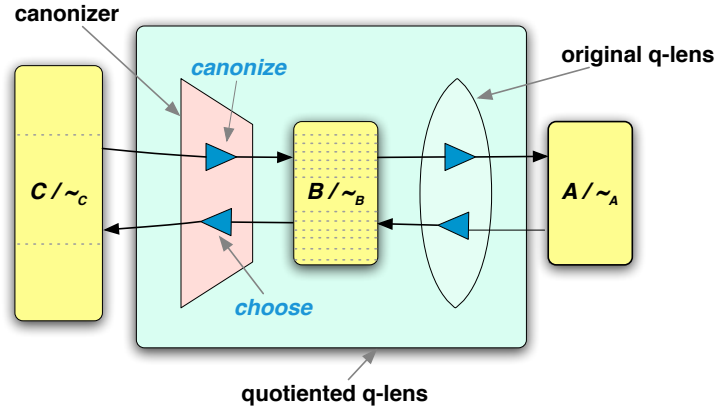 canonizer
canonize
original q-lens
C / ~C
B / ~B
A / ~A
choose
quotiented q-lens